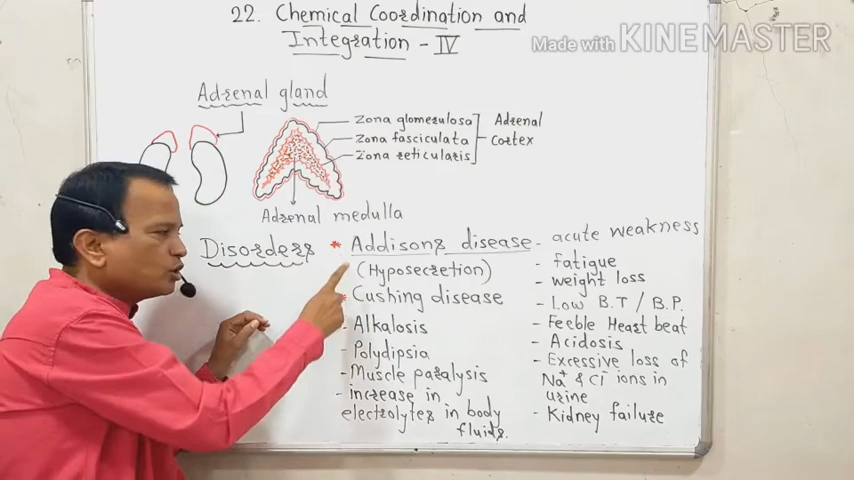 22. Chemical Coordination and
Integration - IV
Made with KINEMASTER
Adrenal gland
Zona glomerulosa
Zona fasciculata
Zona reticularis
Adrenal
Cortex
Adrenal medulla
Disorders
* Addisons disease
(Hyposecretion)
* Cushing disease
- Alkalosis
- Polydipsia
- Muscle paralysis
- increase in
electrolytes in body
fluids.
- acute weakness
- fatigue
- weight loss
- Low B.T / B.P.
- Feeble Heart beat
- Acidosis
- Excessive loss of
Na+ & Cl- ions in
urine
- Kidney failure